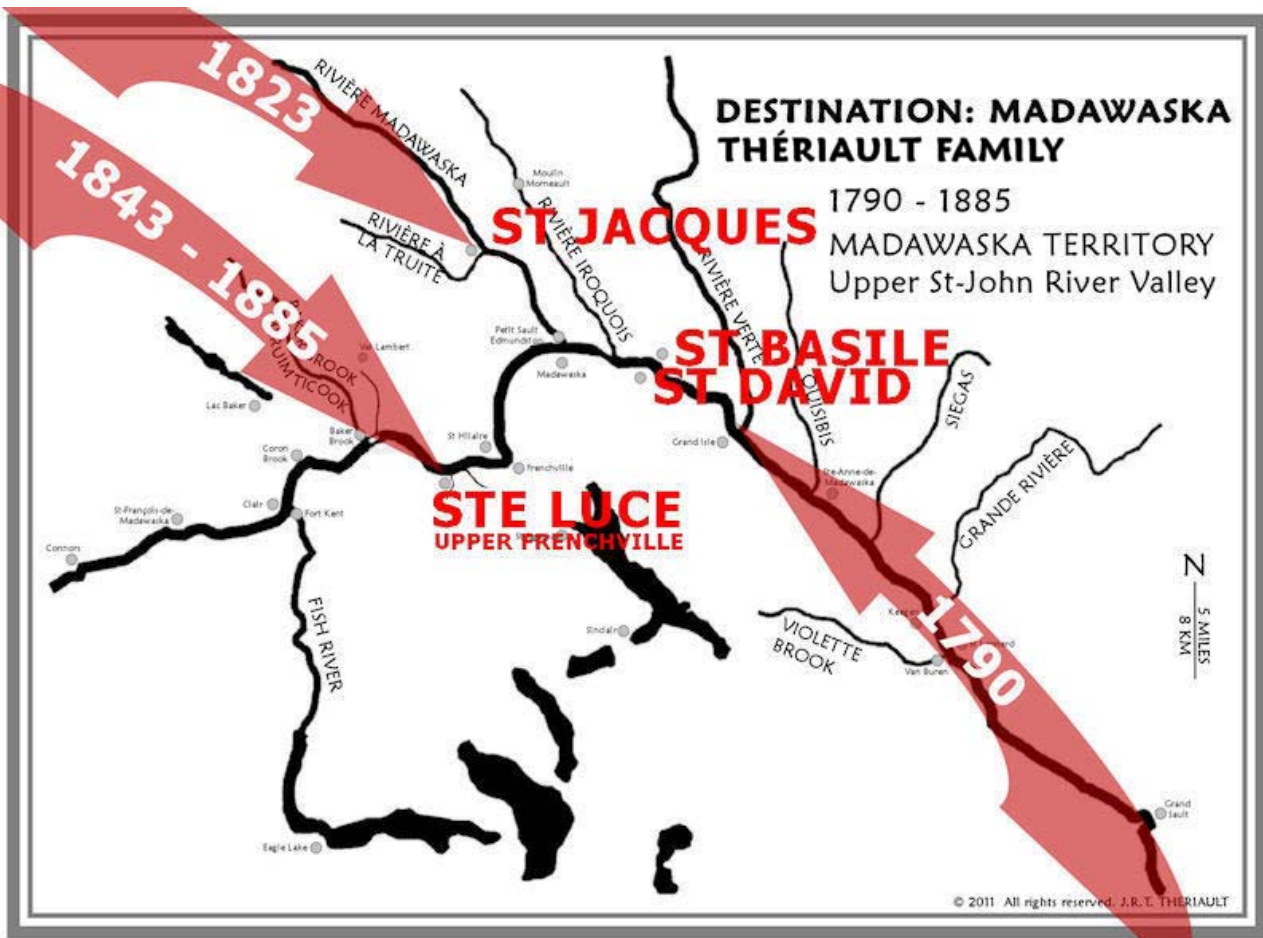 DESTINATION: MADAWASKA
THÉRIAULT FAMILY
1790 - 1885
MADAWASKA TERRITORY
Upper St-John River Valley
1823
1843 - 1885
1790
RIVIÈRE MADAWASKA
Moulin
Morneault
ST JACQUES
RIVIÈRE À
LA TRUITE
RIVIÈRE IROQUOIS
RIVIÈRE VERTE
QUISIBIS
SIEGAS
GRANDE RIVIÈRE
Petit Sault
Edmundston
Madawaska
ST BASILE
ST DAVID
BROOK
Lambert
Lac Baker
Baker
Brook
Coron
Brook
St Hilaire
Frenchville
Grand Isle
Ste-Anne-de-
Madawaska
Clair
Fort Kent
St-François-de-
Madawaska
Connors
STE LUCE
UPPER FRENCHVILLE
FISH RIVER
Sinclair
VIOLETTE
BROOK
Van Buren
Eagle Lake
Grand
Sault
N
5 MILES
8 KM
© 2011 All rights reserved. J.R.T. THERIAULT